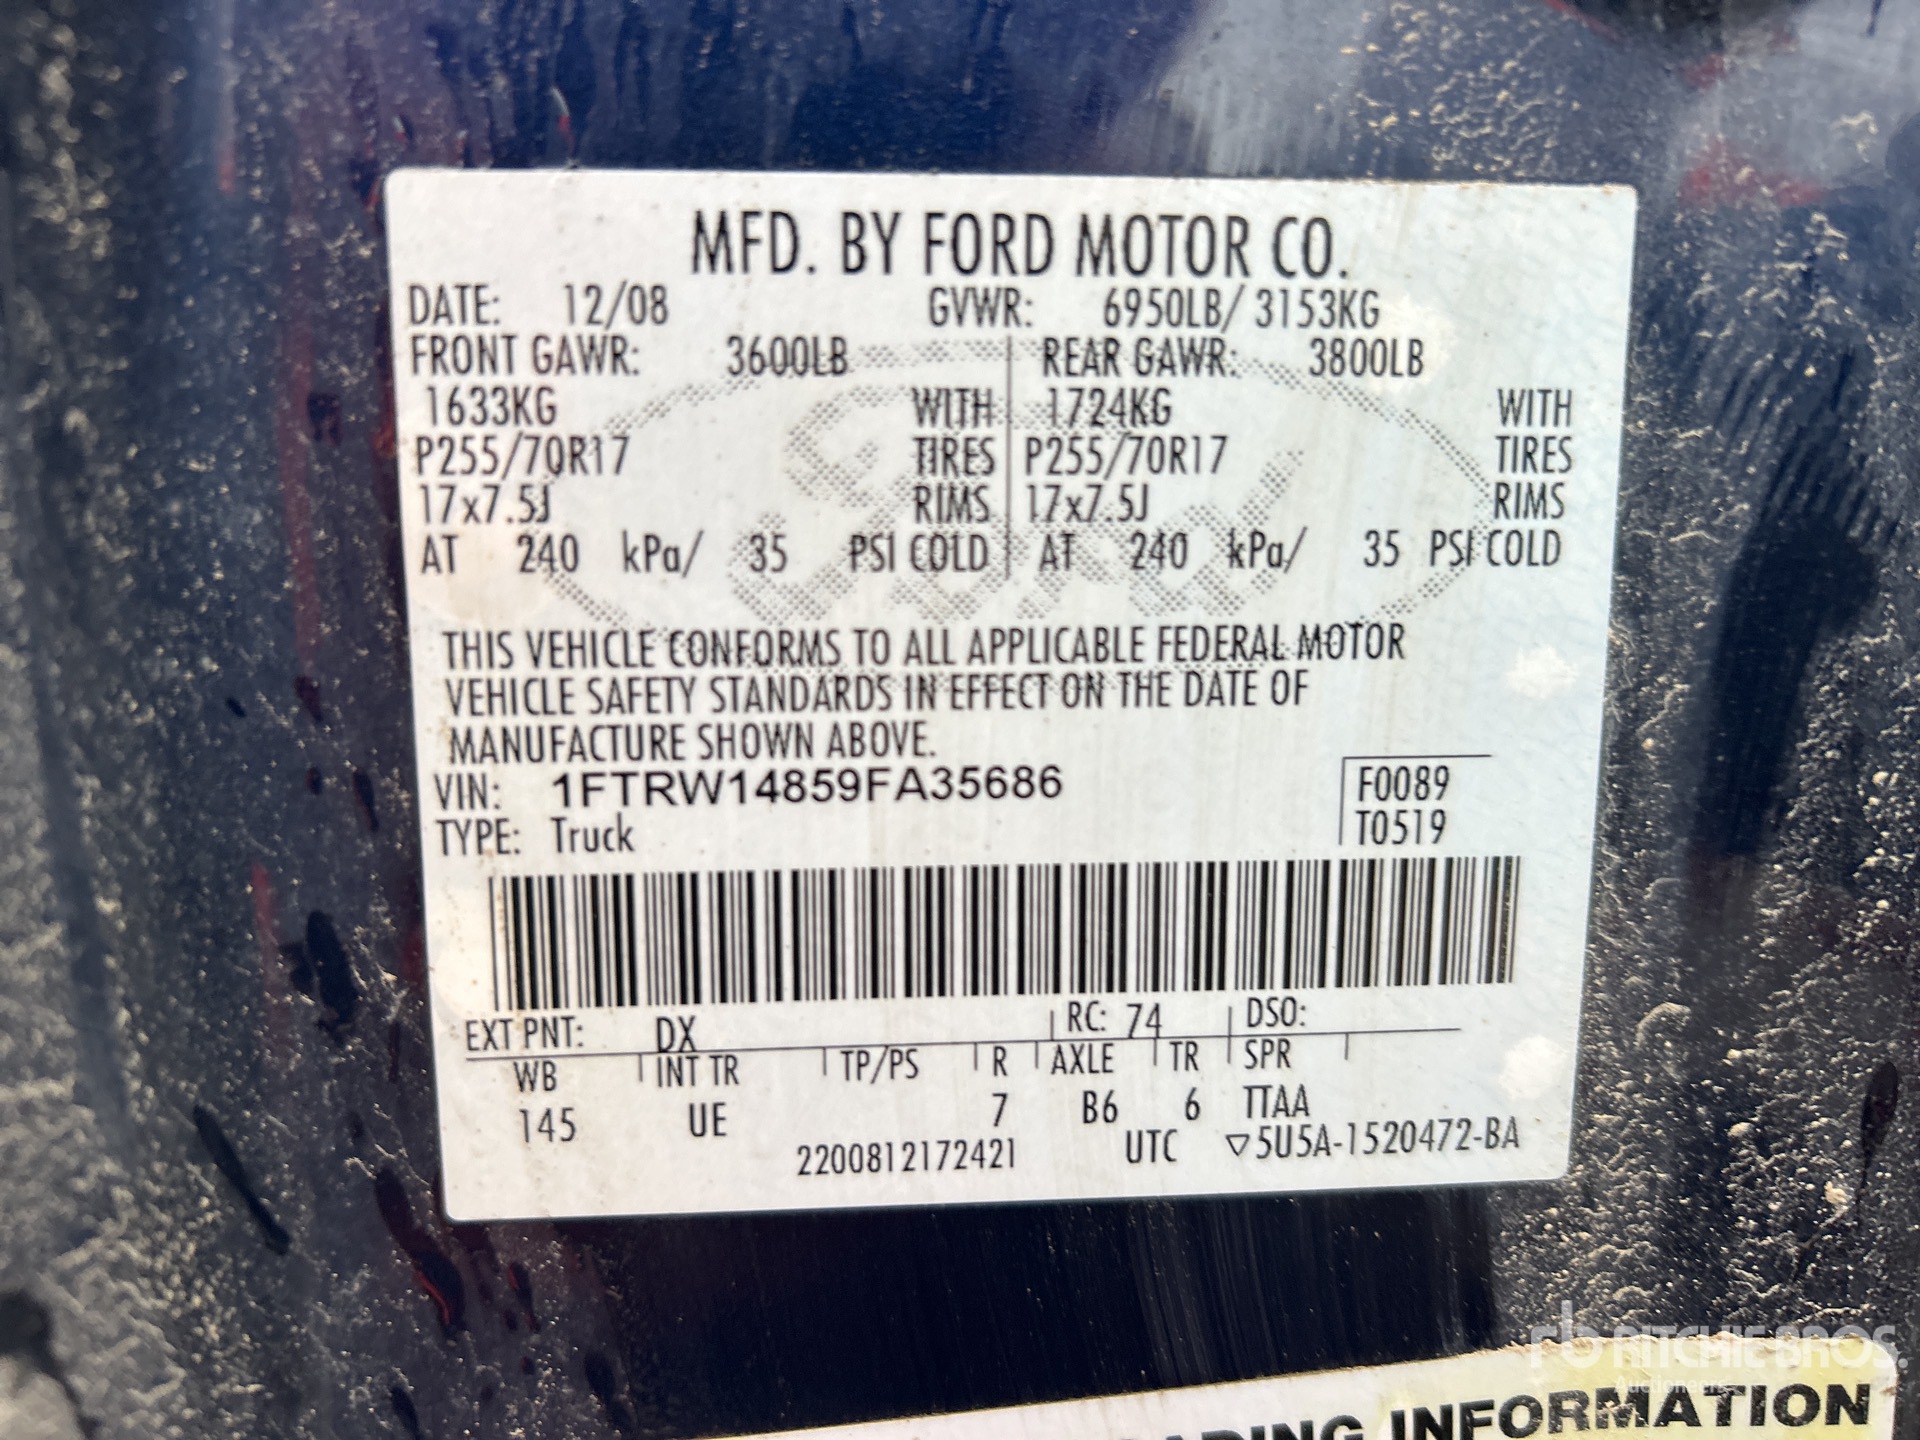 MFD. BY FORD MOTOR CO.
DATE: 12/08 GVWR: 6950LB/ 3153KG
FRONT GAWR: 3600LB REAR GAWR: 3800LB
1633KG WITH 1724KG WITH
P255/70R17 TIRES P255/70R17 TIRES
17x7.5J RIMS 17x7.5J RIMS
AT 240 kPa/ 35 PSI COLD AT 240 kPa/ 35 PSI COLD
Ford
THIS VEHICLE CONFORMS TO ALL APPLICABLE FEDERAL MOTOR
VEHICLE SAFETY STANDARDS IN EFFECT ON THE DATE OF
MANUFACTURE SHOWN ABOVE.
VIN: 1FTRW14859FA35686 F0089
TYPE: Truck T0519
EXT PNT: DX RC: 74 DSO:
WB INT TR TP/PS R AXLE TR SPR
145 UE 7 B6 6 TTAA
2200812172421 UTC ▽5U5A-1520472-BA
rb RITCHIE BROS.
Auctioneers
INFORMATION